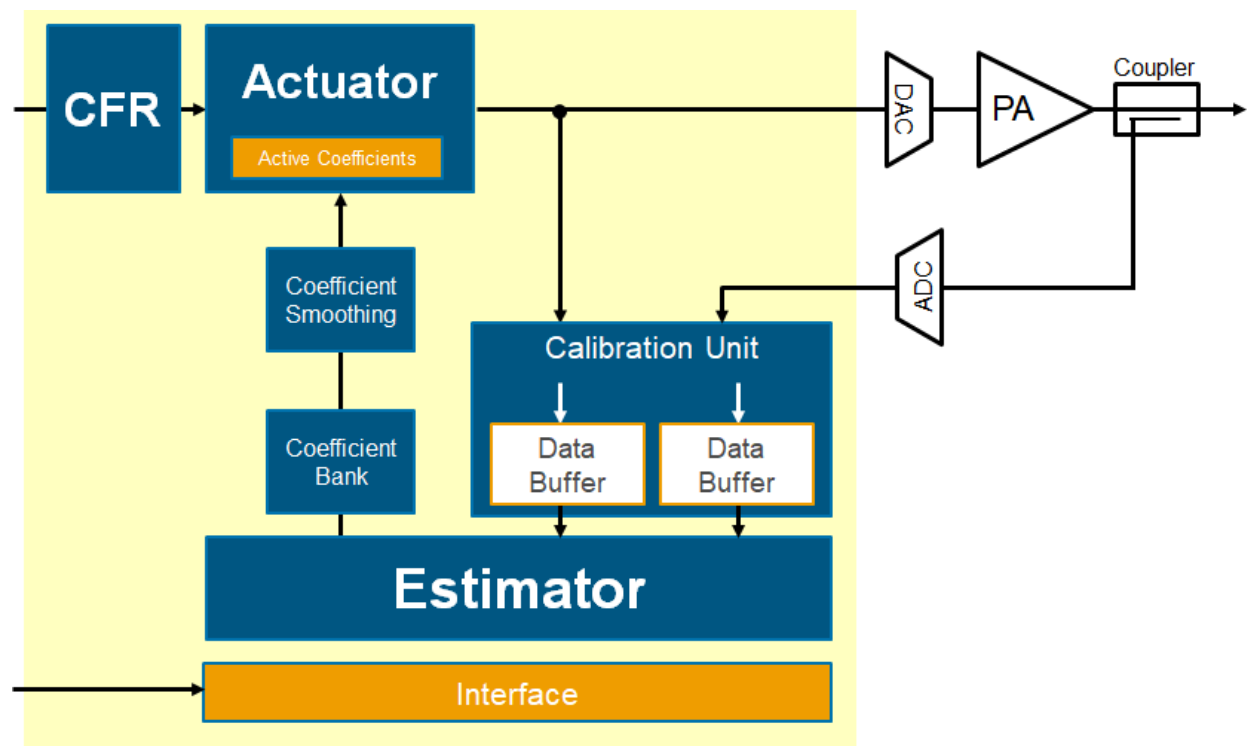 CFR
Actuator
Active Coefficients
DAC
PA
Coupler
Coefficient
Smoothing
ADC
Calibration Unit
Coefficient
Bank
Data
Buffer
Data
Buffer
Estimator
Interface